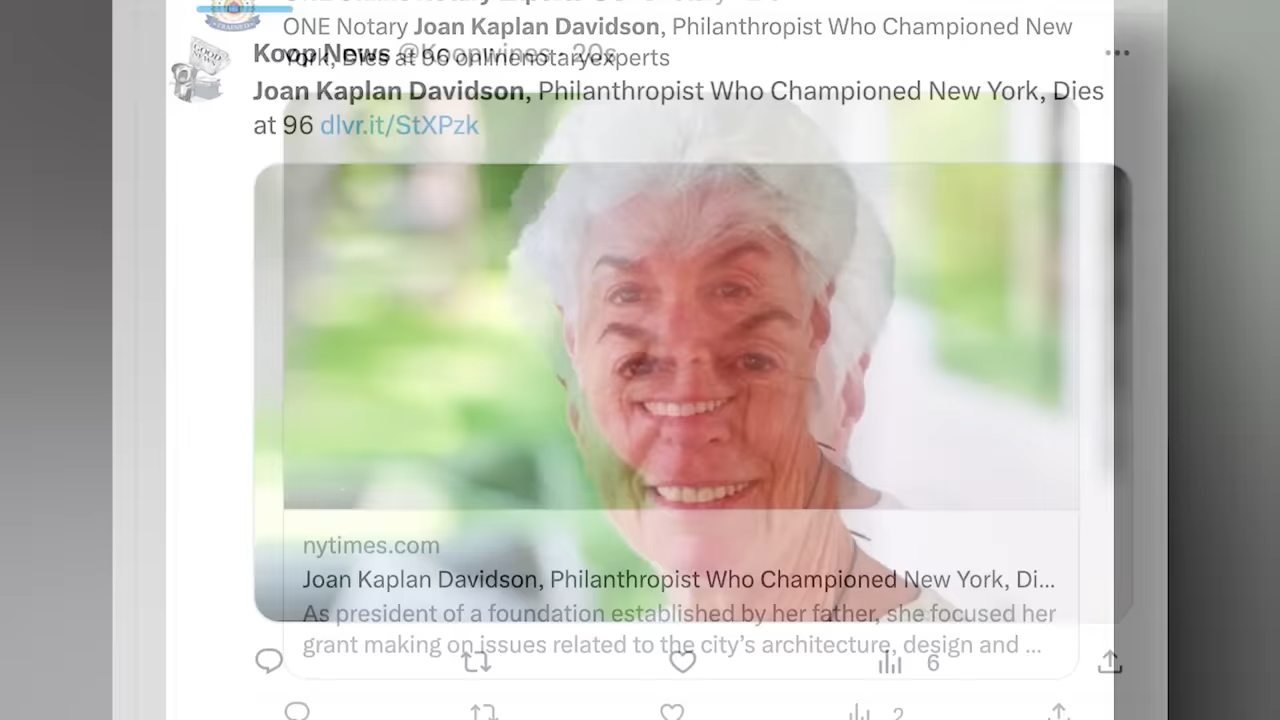 ONE Notary Joan Kaplan Davidson, Philanthropist Who Championed New
York, Dies at 96 onlinenotaryexperts
Koop News
Joan Kaplan Davidson, Philanthropist Who Championed New York, Dies
at 96 dlvr.it/StXPzk
nytimes.com
Joan Kaplan Davidson, Philanthropist Who Championed New York, Di...
As president of a foundation established by her father, she focused her
grant making on issues related to the city's architecture, design and ...
6
2